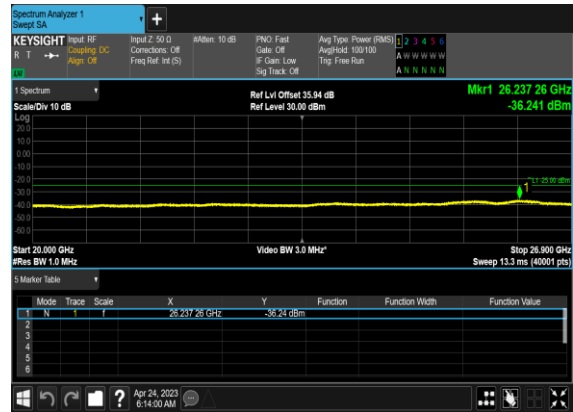 Spectrum Analyzer 1
Swept SA
+
KEYSIGHT Input: RF Input Z: 50 Ω #Atten: 10 dB PNO: Fast Avg Type: Power (RMS) 1 2 3 4 5 6
R T Coupling: DC Corrections: Off Gate: Off Avg|Hold: 100/100 A W W W W W
Align: Off Freq Ref: Int (S) IF Gain: Low Trig: Free Run
LW Sig Track: Off A N N N N N
1 Spectrum Ref Lvl Offset 35.94 dB Mkr1 26.237 26 GHz
Scale/Div 10 dB Ref Level 30.00 dBm -36.241 dBm
Log
20.0
10.0
0.00
-10.0
-20.0 L1 -25.00 dBm
-30.0 1
-40.0
-50.0
-60.0
Start 20.000 GHz Video BW 3.0 MHz* Stop 26.900 GHz
#Res BW 1.0 MHz Sweep 13.3 ms (40001 pts)
5 Marker Table
Mode Trace Scale X Y Function Function Width Function Value
1 N 1 f 26.237 26 GHz -36.24 dBm
2
3
4
5
6
? Apr 24, 2023
6:14:00 AM